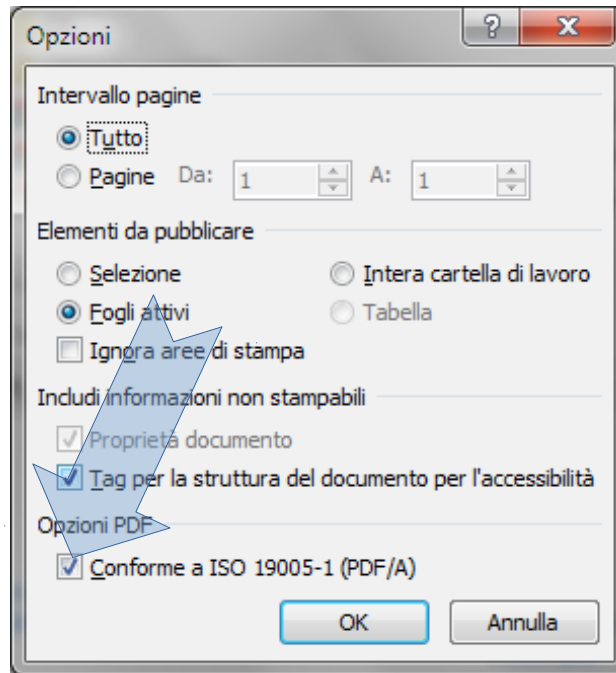 Opzioni
Intervallo pagine
Tutto
Pagine Da: 1 A: 1
Elementi da pubblicare
Selezione Intera cartella di lavoro
Fogli attivi Tabella
Ignora aree di stampa
Includi informazioni non stampabili
Proprietà documento
Tag per la struttura del documento per l'accessibilità
Opzioni PDF
Conforme a ISO 19005-1 (PDF/A)
OK Annulla